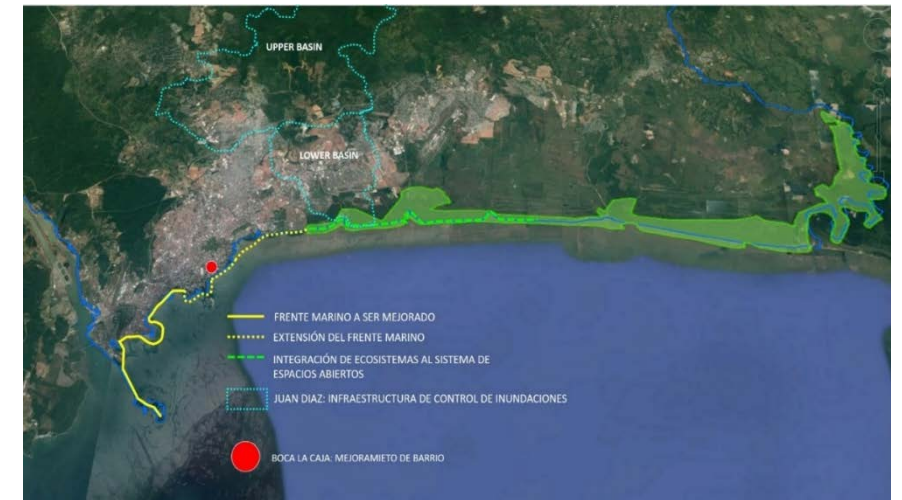 UPPER BASIN
LOWER BASIN
FRENTE MARINO A SER MEJORADO
EXTENSIÓN DEL FRENTE MARINO
INTEGRACIÓN DE ECOSISTEMAS AL SISTEMA DE
ESPACIOS ABIERTOS
JUAN DIAZ: INFRAESTRUCTURA DE CONTROL DE INUNDACIONES
BOCA LA CAJA: MEJORAMIETO DE BARRIO